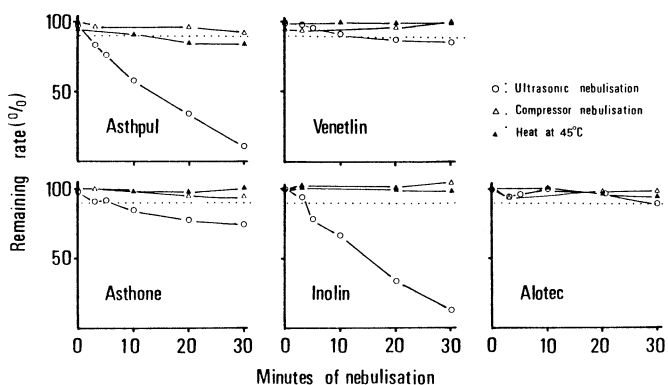 Remaining rate (%)
100
50
Asthpul
Venetlin
○ : Ultrasonic nebulisation
△ : Compressor nebulisation
▲ : Heat at 45°C
100
50
Asthone
Inolin
Alotec
0 10 20 30
0 10 20 30
0 10 20 30
Minutes of nebulisation